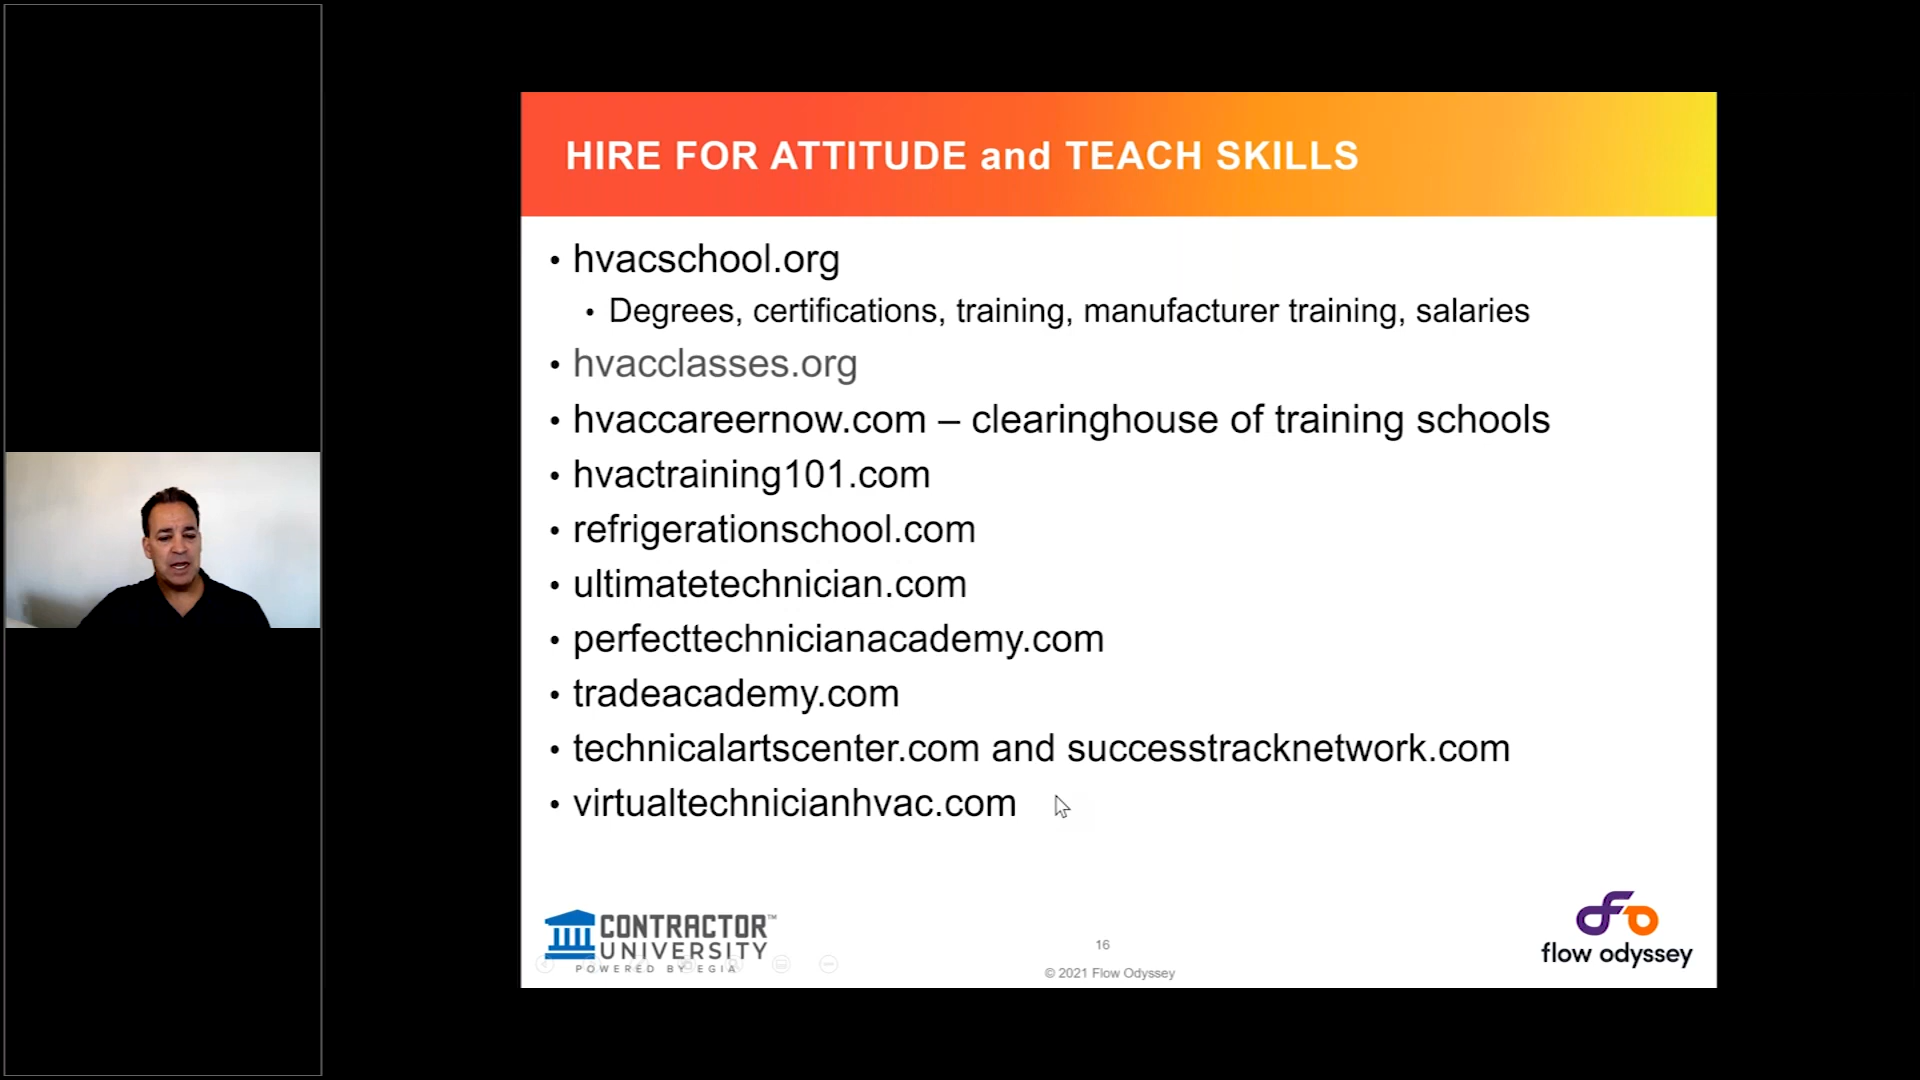 HIRE FOR ATTITUDE and TEACH SKILLS
• hvacschool.org
• Degrees, certifications, training, manufacturer training, salaries
• hvacclasses.org
• hvaccareernow.com – clearinghouse of training schools
• hvactraining101.com
• refrigerationschool.com
• ultimatetechnician.com
• perfecttechnicianacademy.com
• tradeacademy.com
• technicalartscenter.com and successtracknetwork.com
• virtualtechnicianhvac.com
CONTRACTOR™
UNIVERSITY
POWERED BY EGIA
16
© 2021 Flow Odyssey
flow odyssey